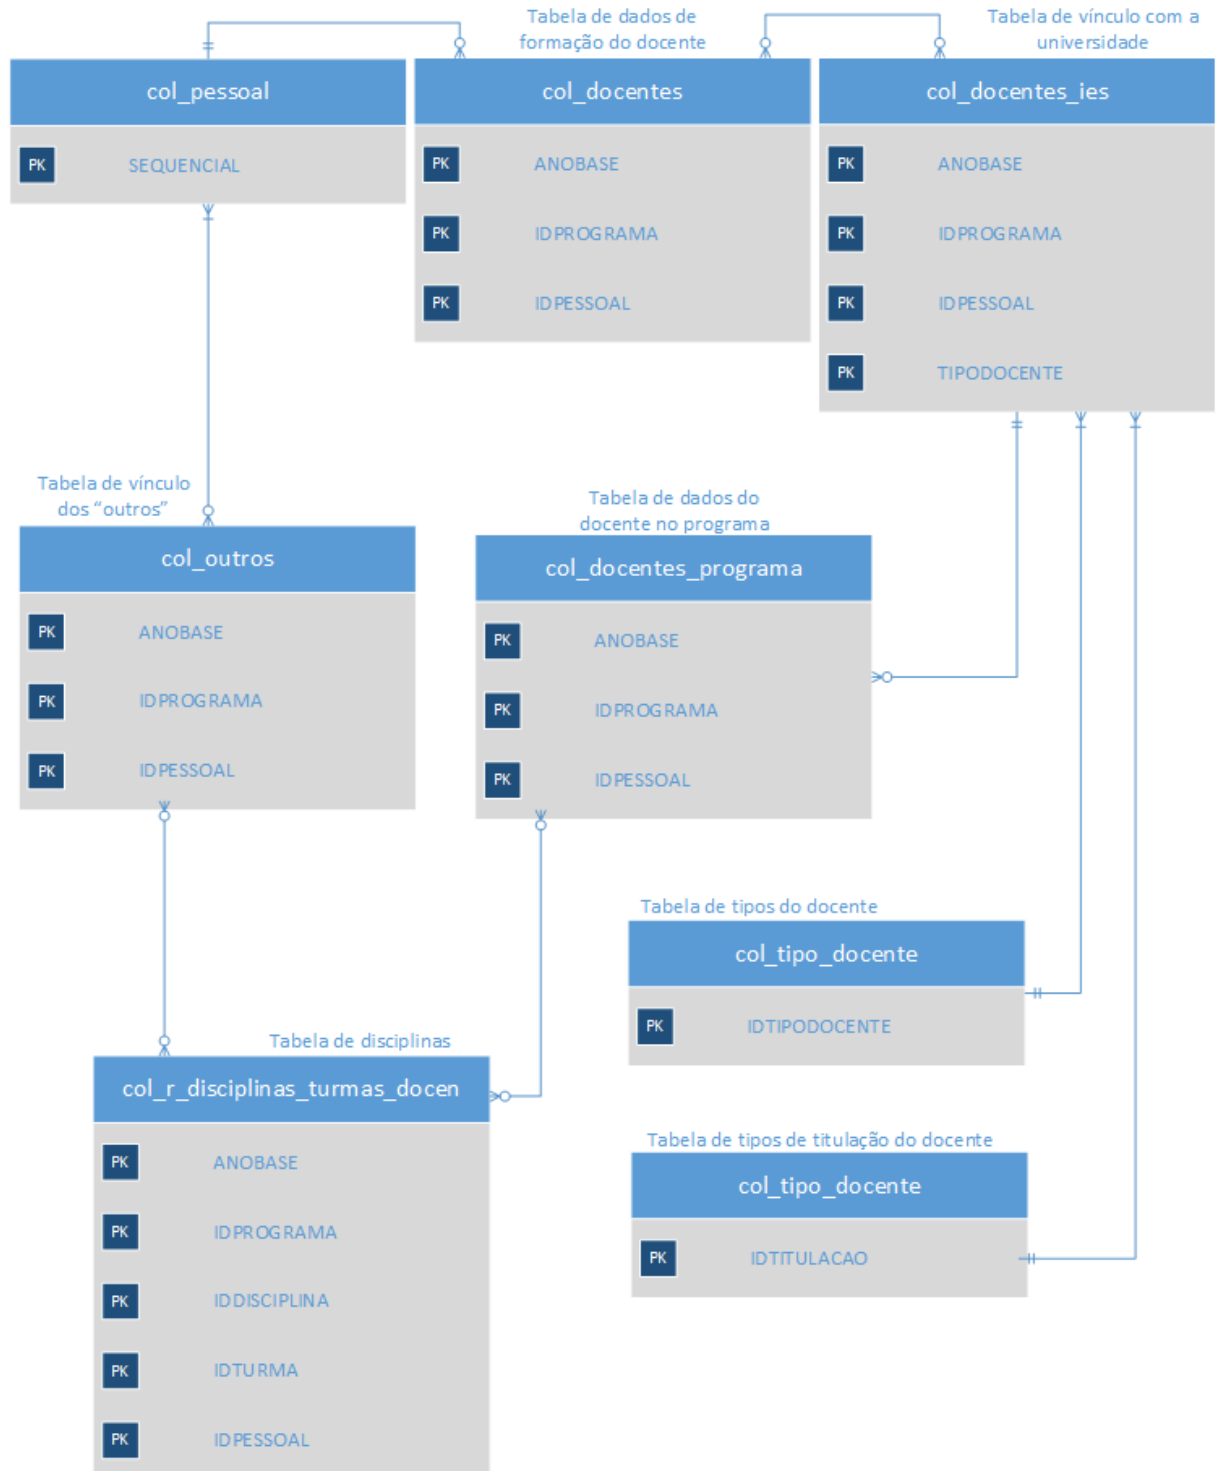 Tabela de dados de
formação do docente
Tabela de vínculo com a
universidade
col_pessoal
PK SEQUENCIAL
col_docentes
PK ANOBASE
PK IDPROGRAMA
PK IDPESSOAL
col_docentes_ies
PK ANOBASE
PK IDPROGRAMA
PK IDPESSOAL
PK TIPODOCENTE
Tabela de vínculo
dos “outros”
col_outros
PK ANOBASE
PK IDPROGRAMA
PK IDPESSOAL
Tabela de dados do
docente no programa
col_docentes_programa
PK ANOBASE
PK IDPROGRAMA
PK IDPESSOAL
Tabela de tipos do docente
col_tipo_docente
PK IDTIPODOCENTE
Tabela de disciplinas
col_r_disciplinas_turmas_docen
PK ANOBASE
PK IDPROGRAMA
PK IDDISCIPLINA
PK IDTURMA
PK IDPESSOAL
Tabela de tipos de titulação do docente
col_tipo_docente
PK IDTITULACAO